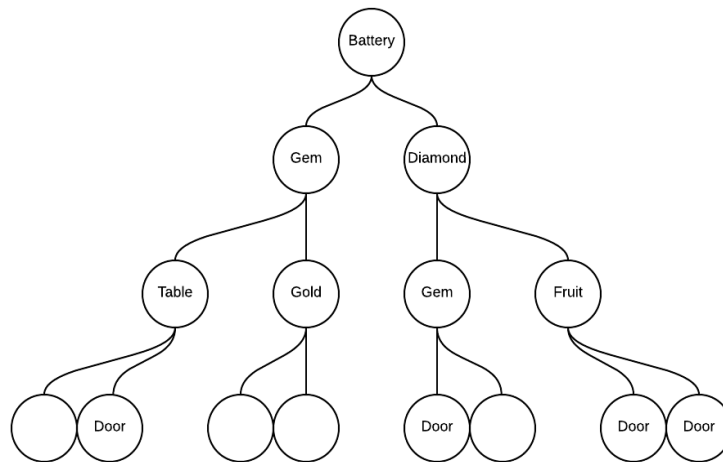 Battery
Gem
Diamond
Table
Gold
Gem
Fruit
Door
Door
Door
Door